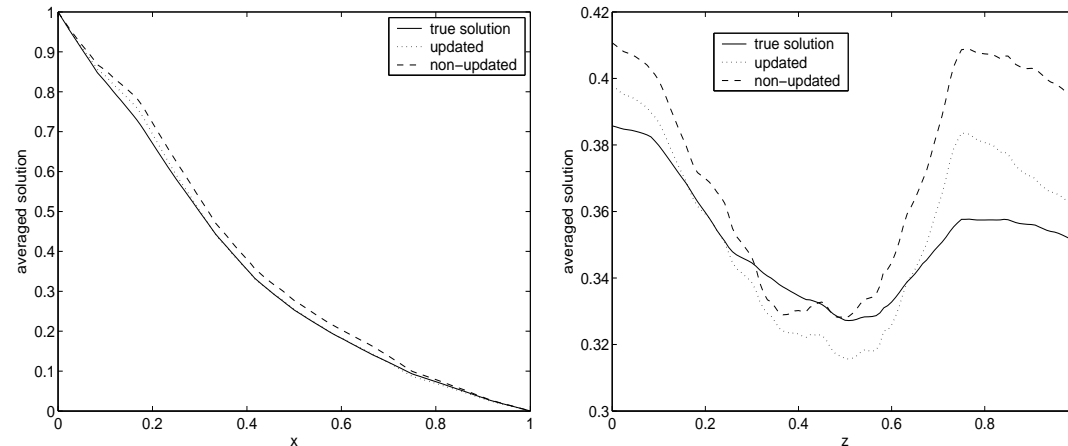 1
0.9
0.8
0.7
0.6
0.5
0.4
0.3
0.2
0.1
0
averaged solution
true solution
updated
non-updated
0 0.2 0.4 0.6 0.8 1
x
0.42
0.4
0.38
0.36
0.34
0.32
0.3
averaged solution
true solution
updated
non-updated
0 0.2 0.4 0.6 0.8
z